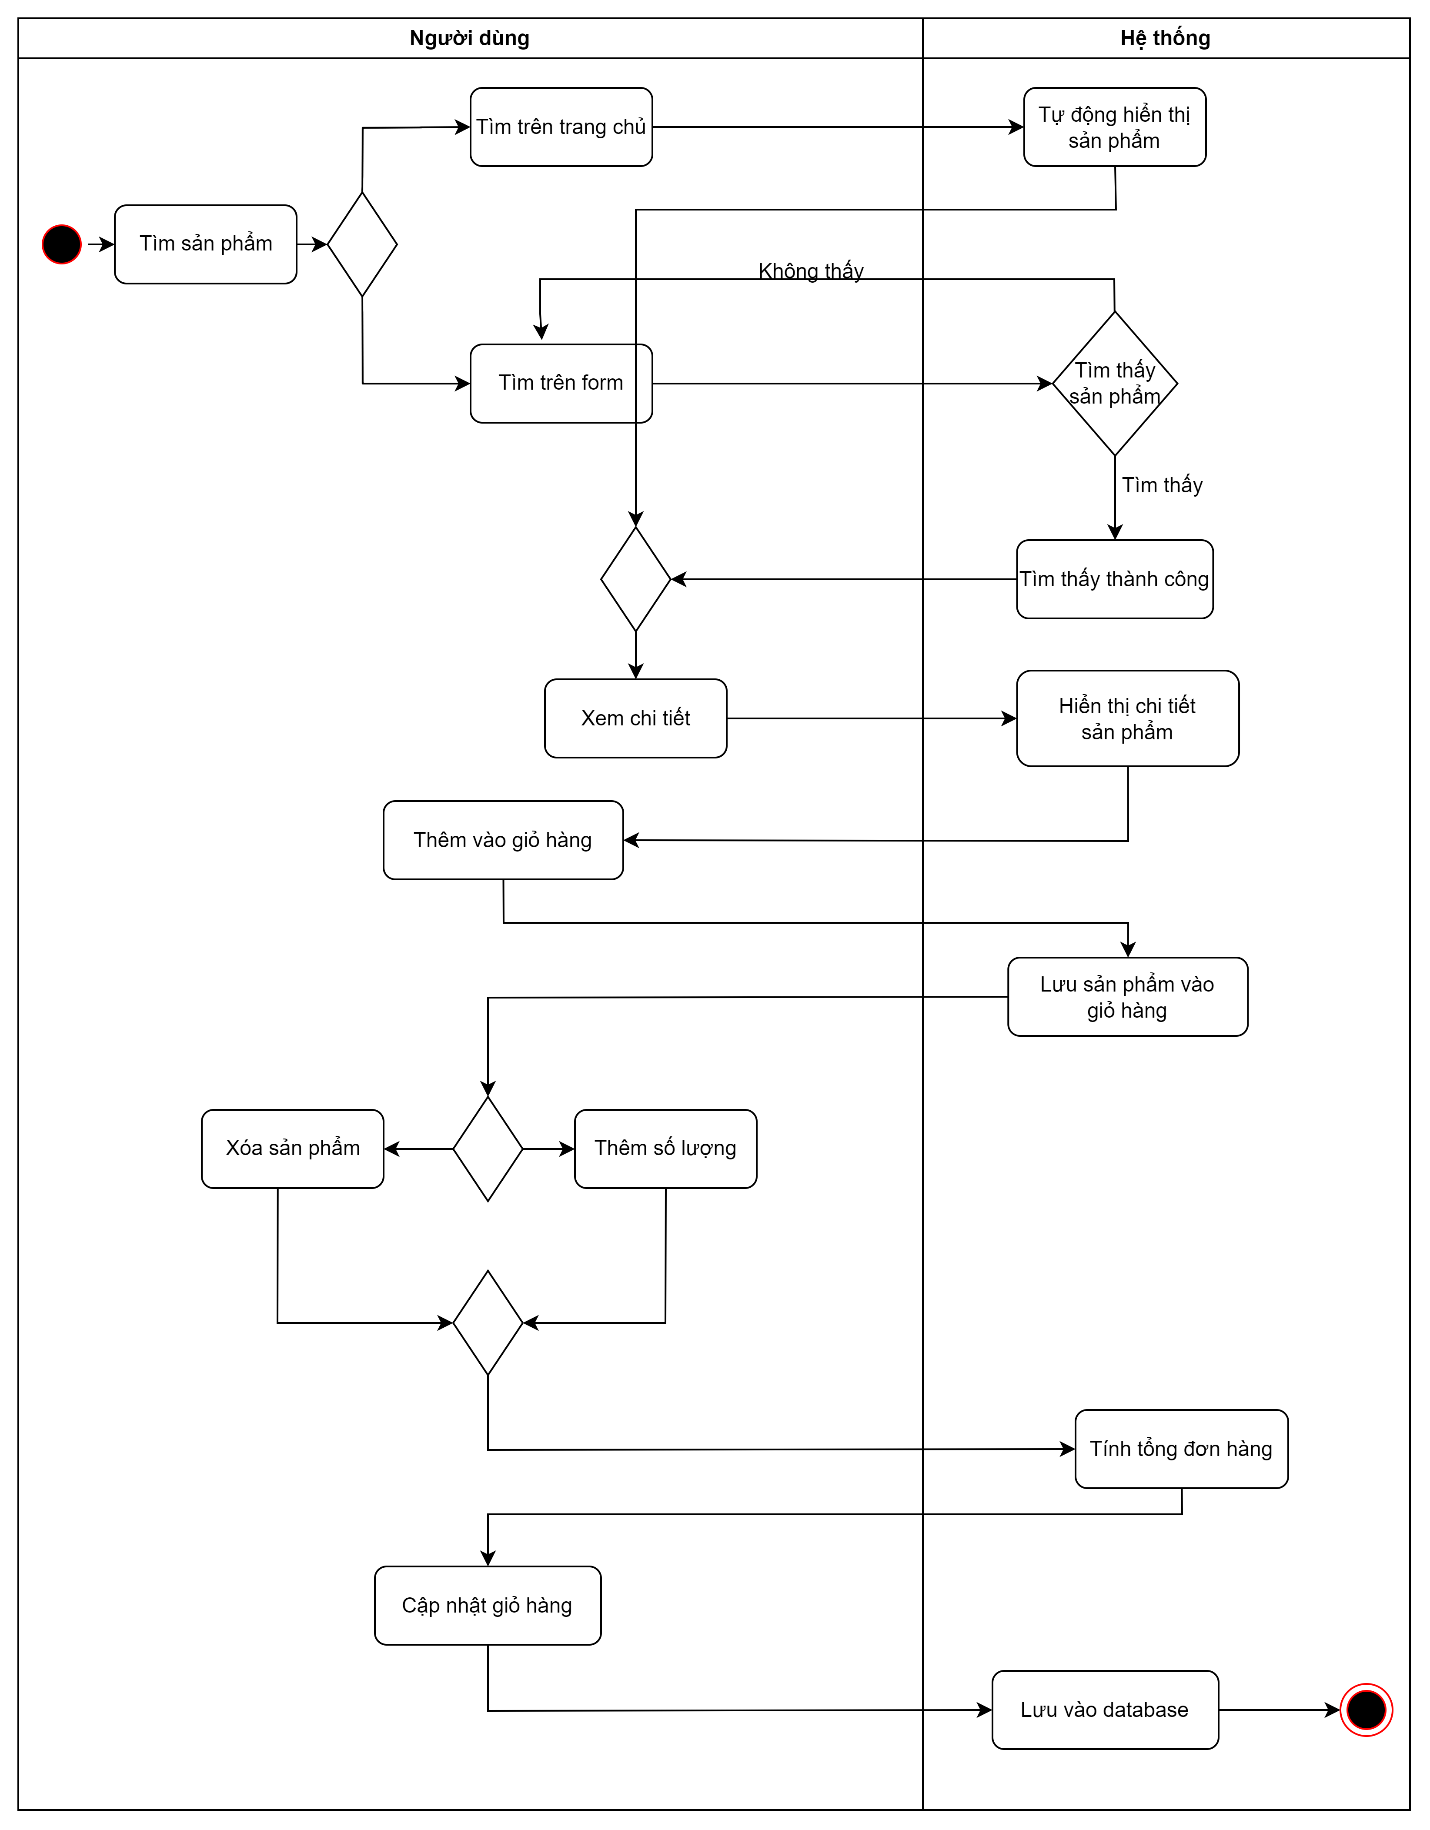 Người dùng
Hệ thống
Tìm trên trang chủ
Tự động hiển thị
sản phẩm
Tìm sản phẩm
Không thấy
Tìm trên form
Tìm thấy
sản phẩm
Tìm thấy
Tìm thấy thành công
Xem chi tiết
Hiển thị chi tiết
sản phẩm
Thêm vào giỏ hàng
Lưu sản phẩm vào
giỏ hàng
Xóa sản phẩm
Thêm số lượng
Tính tổng đơn hàng
Cập nhật giỏ hàng
Lưu vào database